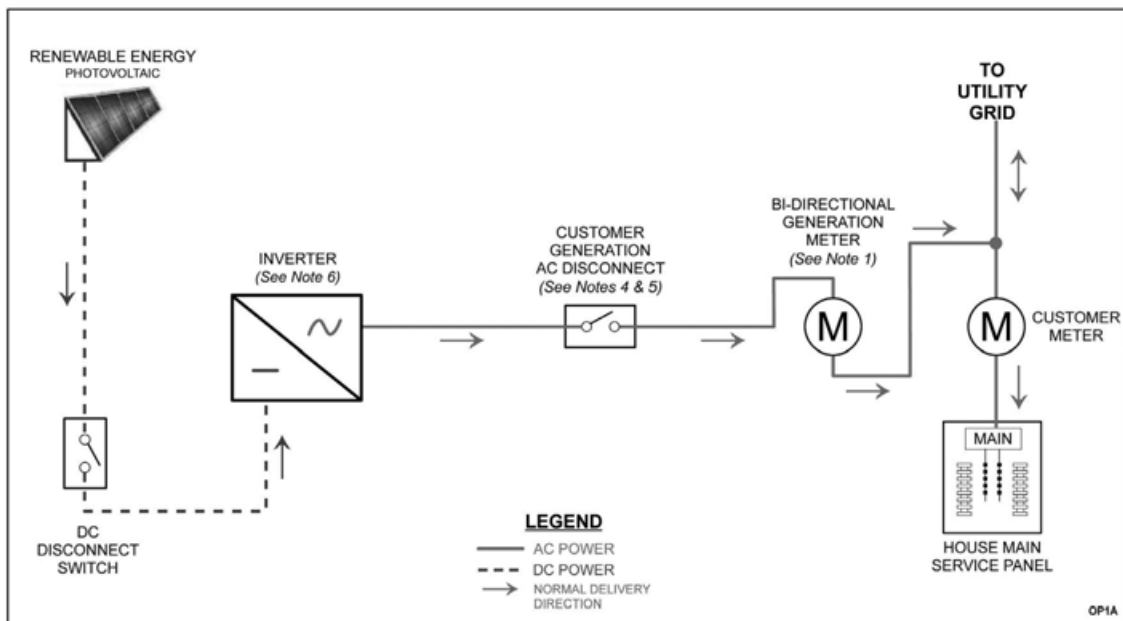 RENEWABLE ENERGY
PHOTOVOLTAIC
TO
UTILITY
GRID
BI-DIRECTIONAL
GENERATION
METER
(See Note 1)
CUSTOMER
GENERATION
AC DISCONNECT
(See Notes 4 & 5)
INVERTER
(See Note 6)
M
M
CUSTOMER
METER
MAIN
HOUSE MAIN
SERVICE PANEL
DC
DISCONNECT
SWITCH
LEGEND
AC POWER
DC POWER
NORMAL DELIVERY
DIRECTION
OP1A